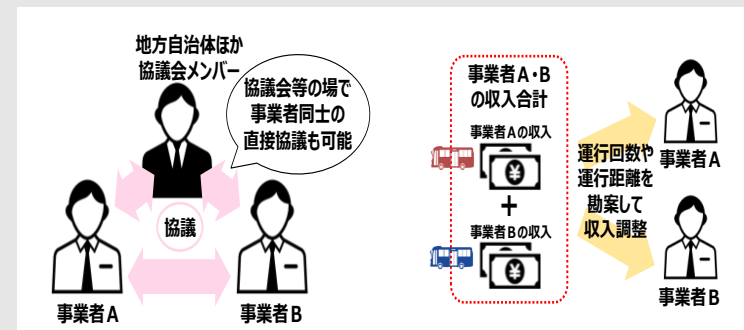 地方自治体ほか
協議会メンバー
協議会等の場で
事業者同士の
直接協議も可能
協議
事業者A
事業者B
事業者A・B
の収入合計
事業者Aの収入
¥
+
事業者Bの収入
¥
運行回数や
運行距離を
勘案して
収入調整
事業者A
事業者B